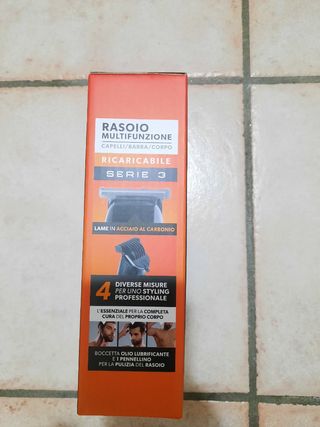 RASOIO
MULTIFUNZIONE
CAPELLI/BARBA/CORPO
RICARICABILE
SERIE 3
LAME IN ACCIAIO AL CARBONIO
4 DIVERSE MISURE
PER UNO STYLING
PROFESSIONALE
L'ESSENZIALE PER LA COMPLETA
CURA DEL PROPRIO CORPO
BOCCETTA OLIO LUBRIFICANTE
E 1 PENNELLINO
PER LA PULIZIA DEL RASOIO